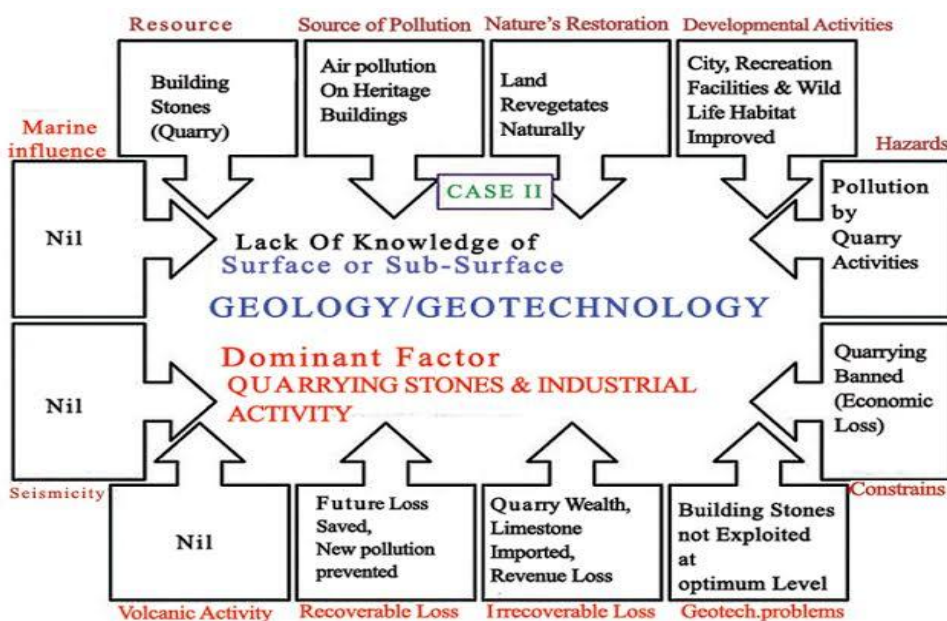 Resource
Source of Pollution
Nature's Restoration
Developmental Activities
Building
Stones
(Quarry)
Air pollution
On Heritage
Buildings
Land
Revegetates
Naturally
City, Recreation
Facilities & Wild
Life Habitat
Improved
Marine
influence
Hazards
Nil
CASE II
Pollution
by
Quarry
Activities
Lack Of Knowledge of
Surface or Sub-Surface
GEOLOGY/GEOTECHNOLOGY
Dominant Factor
QUARRYING STONES & INDUSTRIAL
ACTIVITY
Nil
Seismicity
Quarrying
Banned
(Economic
Loss)
Constrains
Nil
Future Loss
Saved,
New pollution
prevented
Quarry Wealth,
Limestone
Imported,
Revenue Loss
Building Stones
not Exploited
at
optimum Level
Volcanic Activity
Recoverable Loss
Irrecoverable Loss
Geotech.problems